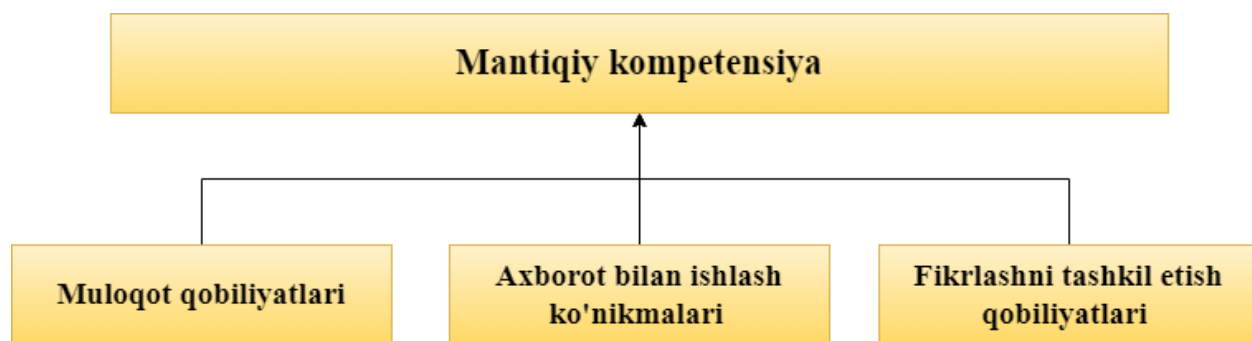 Mantiqiy kompetensiya
Muloqot qobiliyatlari
Axborot bilan ishlash
ko'nikmalari
Fikrlashni tashkil etish
qobiliyatlari